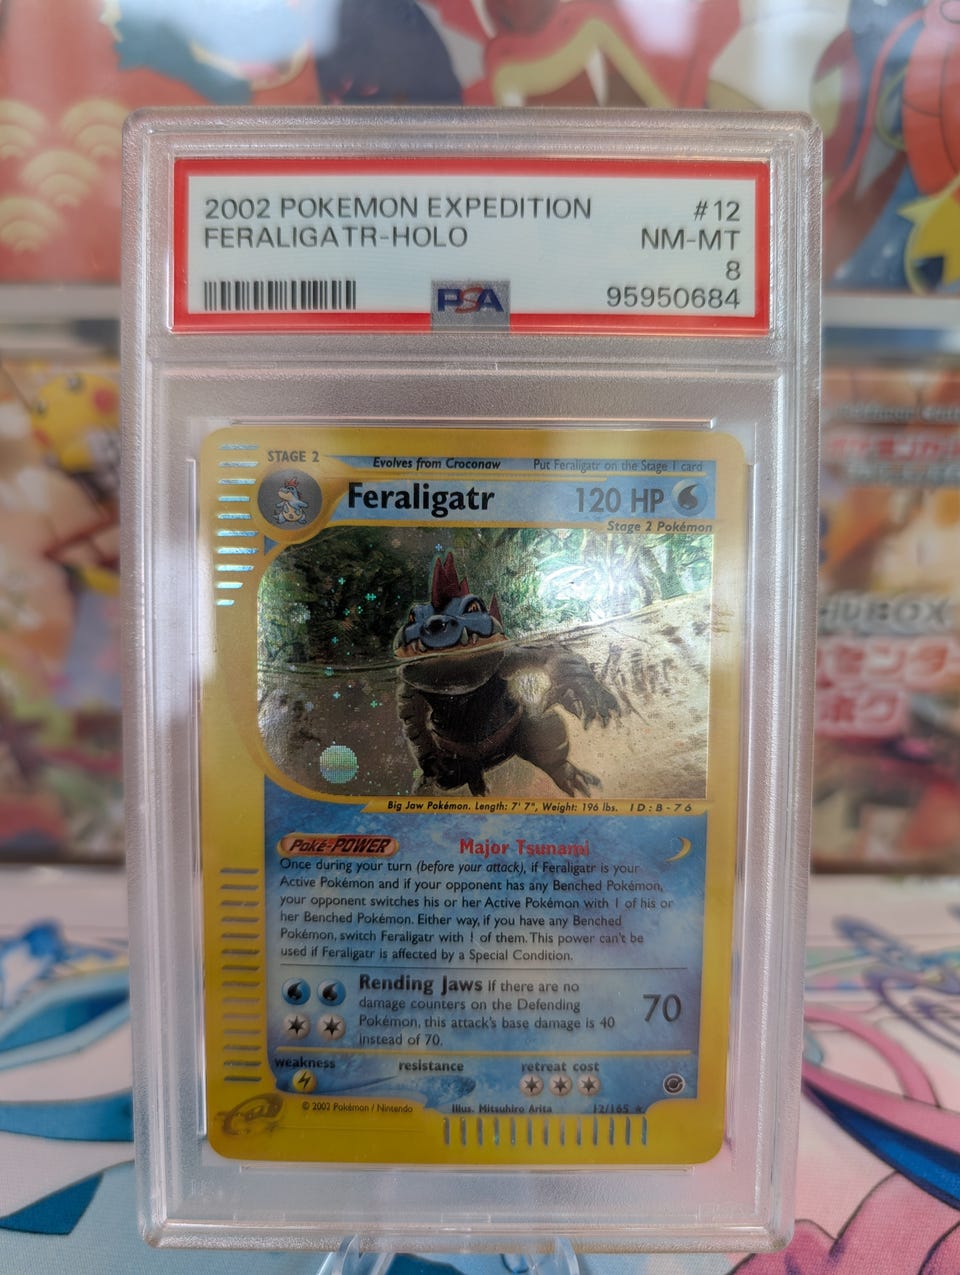 2002 POKEMON EXPEDITION #12
FERALIGATR-HOLO NM-MT
8
PSA 95950684
STAGE 2 Evolves from Croconaw Put Feraligatr on the Stage 1 card
Feraligatr 120 HP
Stage 2 Pokémon
Big Jaw Pokémon. Length: 7' 7", Weight: 196 lbs. ID:B-76
Poké-POWER Major Tsunami
Once during your turn (before your attack), if Feraligatr is your
Active Pokémon and if your opponent has any Benched Pokémon,
your opponent switches his or her Active Pokémon with 1 of his or
her Benched Pokémon. Either way, if you have any Benched
Pokémon, switch Feraligatr with 1 of them. This power can't be
used if Feraligatr is affected by a Special Condition.
Rending Jaws If there are no
damage counters on the Defending
Pokémon, this attack's base damage is 40
instead of 70.
70
weakness resistance retreat cost
© 2002 Pokémon / Nintendo Illus. Mitsuhiro Arita 12/165 ★